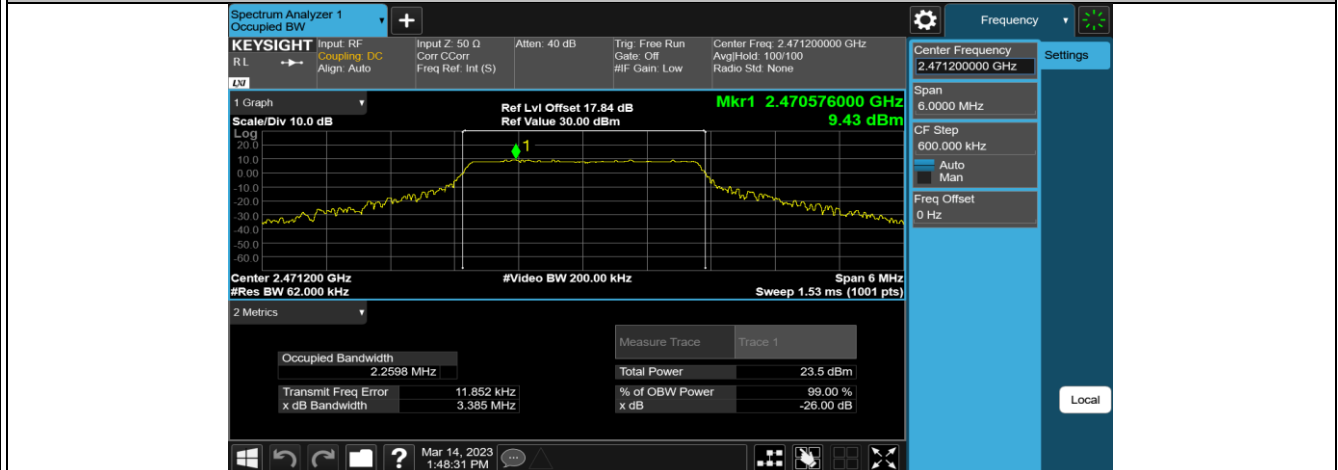 Spectrum Analyzer 1
Occupied BW
Frequency
KEYSIGHT
RL
LXI
Input: RF
Coupling: DC
Align: Auto
Input Z: 50 Ω
Corr CCorr
Freq Ref: Int (S)
Atten: 40 dB
Trig: Free Run
Gate: Off
#IF Gain: Low
Center Freq: 2.471200000 GHz
Avg|Hold: 100/100
Radio Std: None
Center Frequency
2.471200000 GHz
Settings
Span
6.0000 MHz
CF Step
600.000 kHz
Auto
Man
Freq Offset
0 Hz
1 Graph
Scale/Div 10.0 dB
Ref Lvl Offset 17.84 dB
Ref Value 30.00 dBm
Mkr1 2.470576000 GHz
9.43 dBm
Log
20.0
10.0
0.00
-10.0
-20.0
-30.0
-40.0
-50.0
-60.0
1
Center 2.471200 GHz
#Res BW 62.000 kHz
#Video BW 200.00 kHz
Span 6 MHz
Sweep 1.53 ms (1001 pts)
2 Metrics
Measure Trace Trace 1
Occupied Bandwidth
2.2598 MHz
Total Power 23.5 dBm
Transmit Freq Error 11.852 kHz
% of OBW Power 99.00 %
x dB Bandwidth 3.385 MHz
x dB -26.00 dB
Local
?
Mar 14, 2023
1:48:31 PM